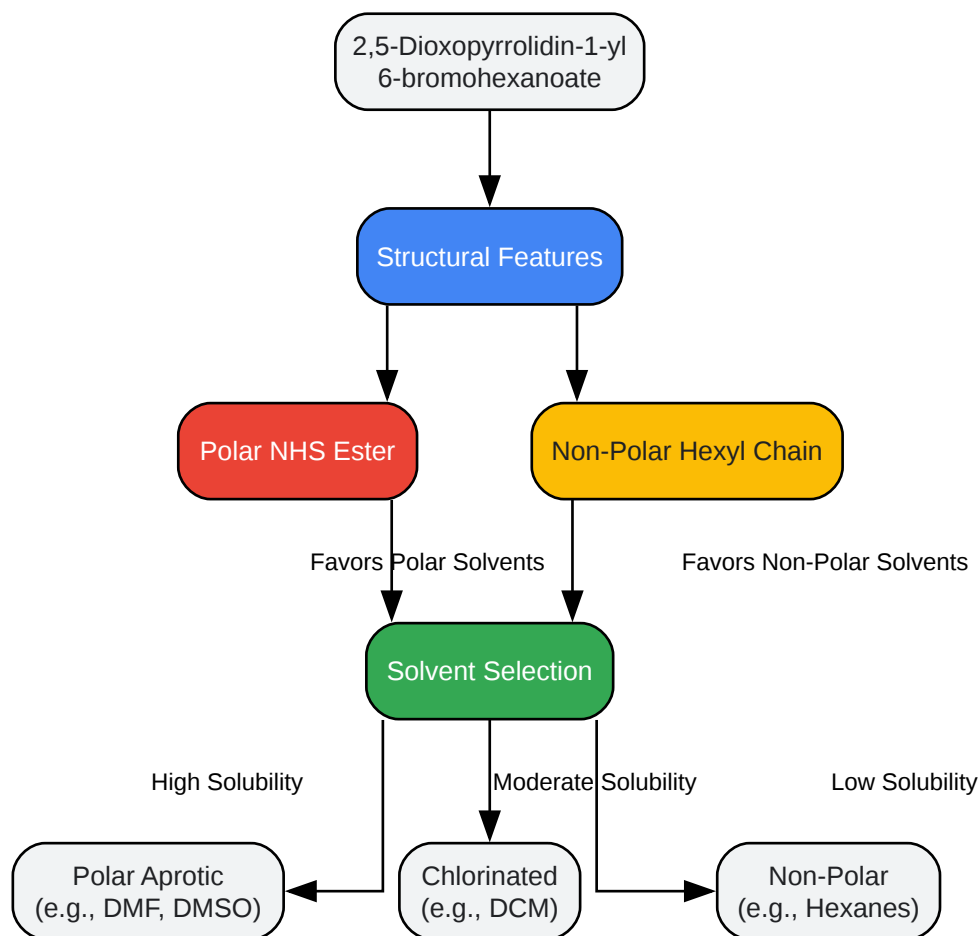 2,5-Dioxopyrrolidin-1-yl
6-bromohexanoate
Structural Features
Polar NHS Ester
Non-Polar Hexyl Chain
Favors Polar Solvents
Favors Non-Polar Solvents
Solvent Selection
High Solubility
Moderate Solubility
Low Solubility
Polar Aprotic
(e.g., DMF, DMSO)
Chlorinated
(e.g., DCM)
Non-Polar
(e.g., Hexanes)